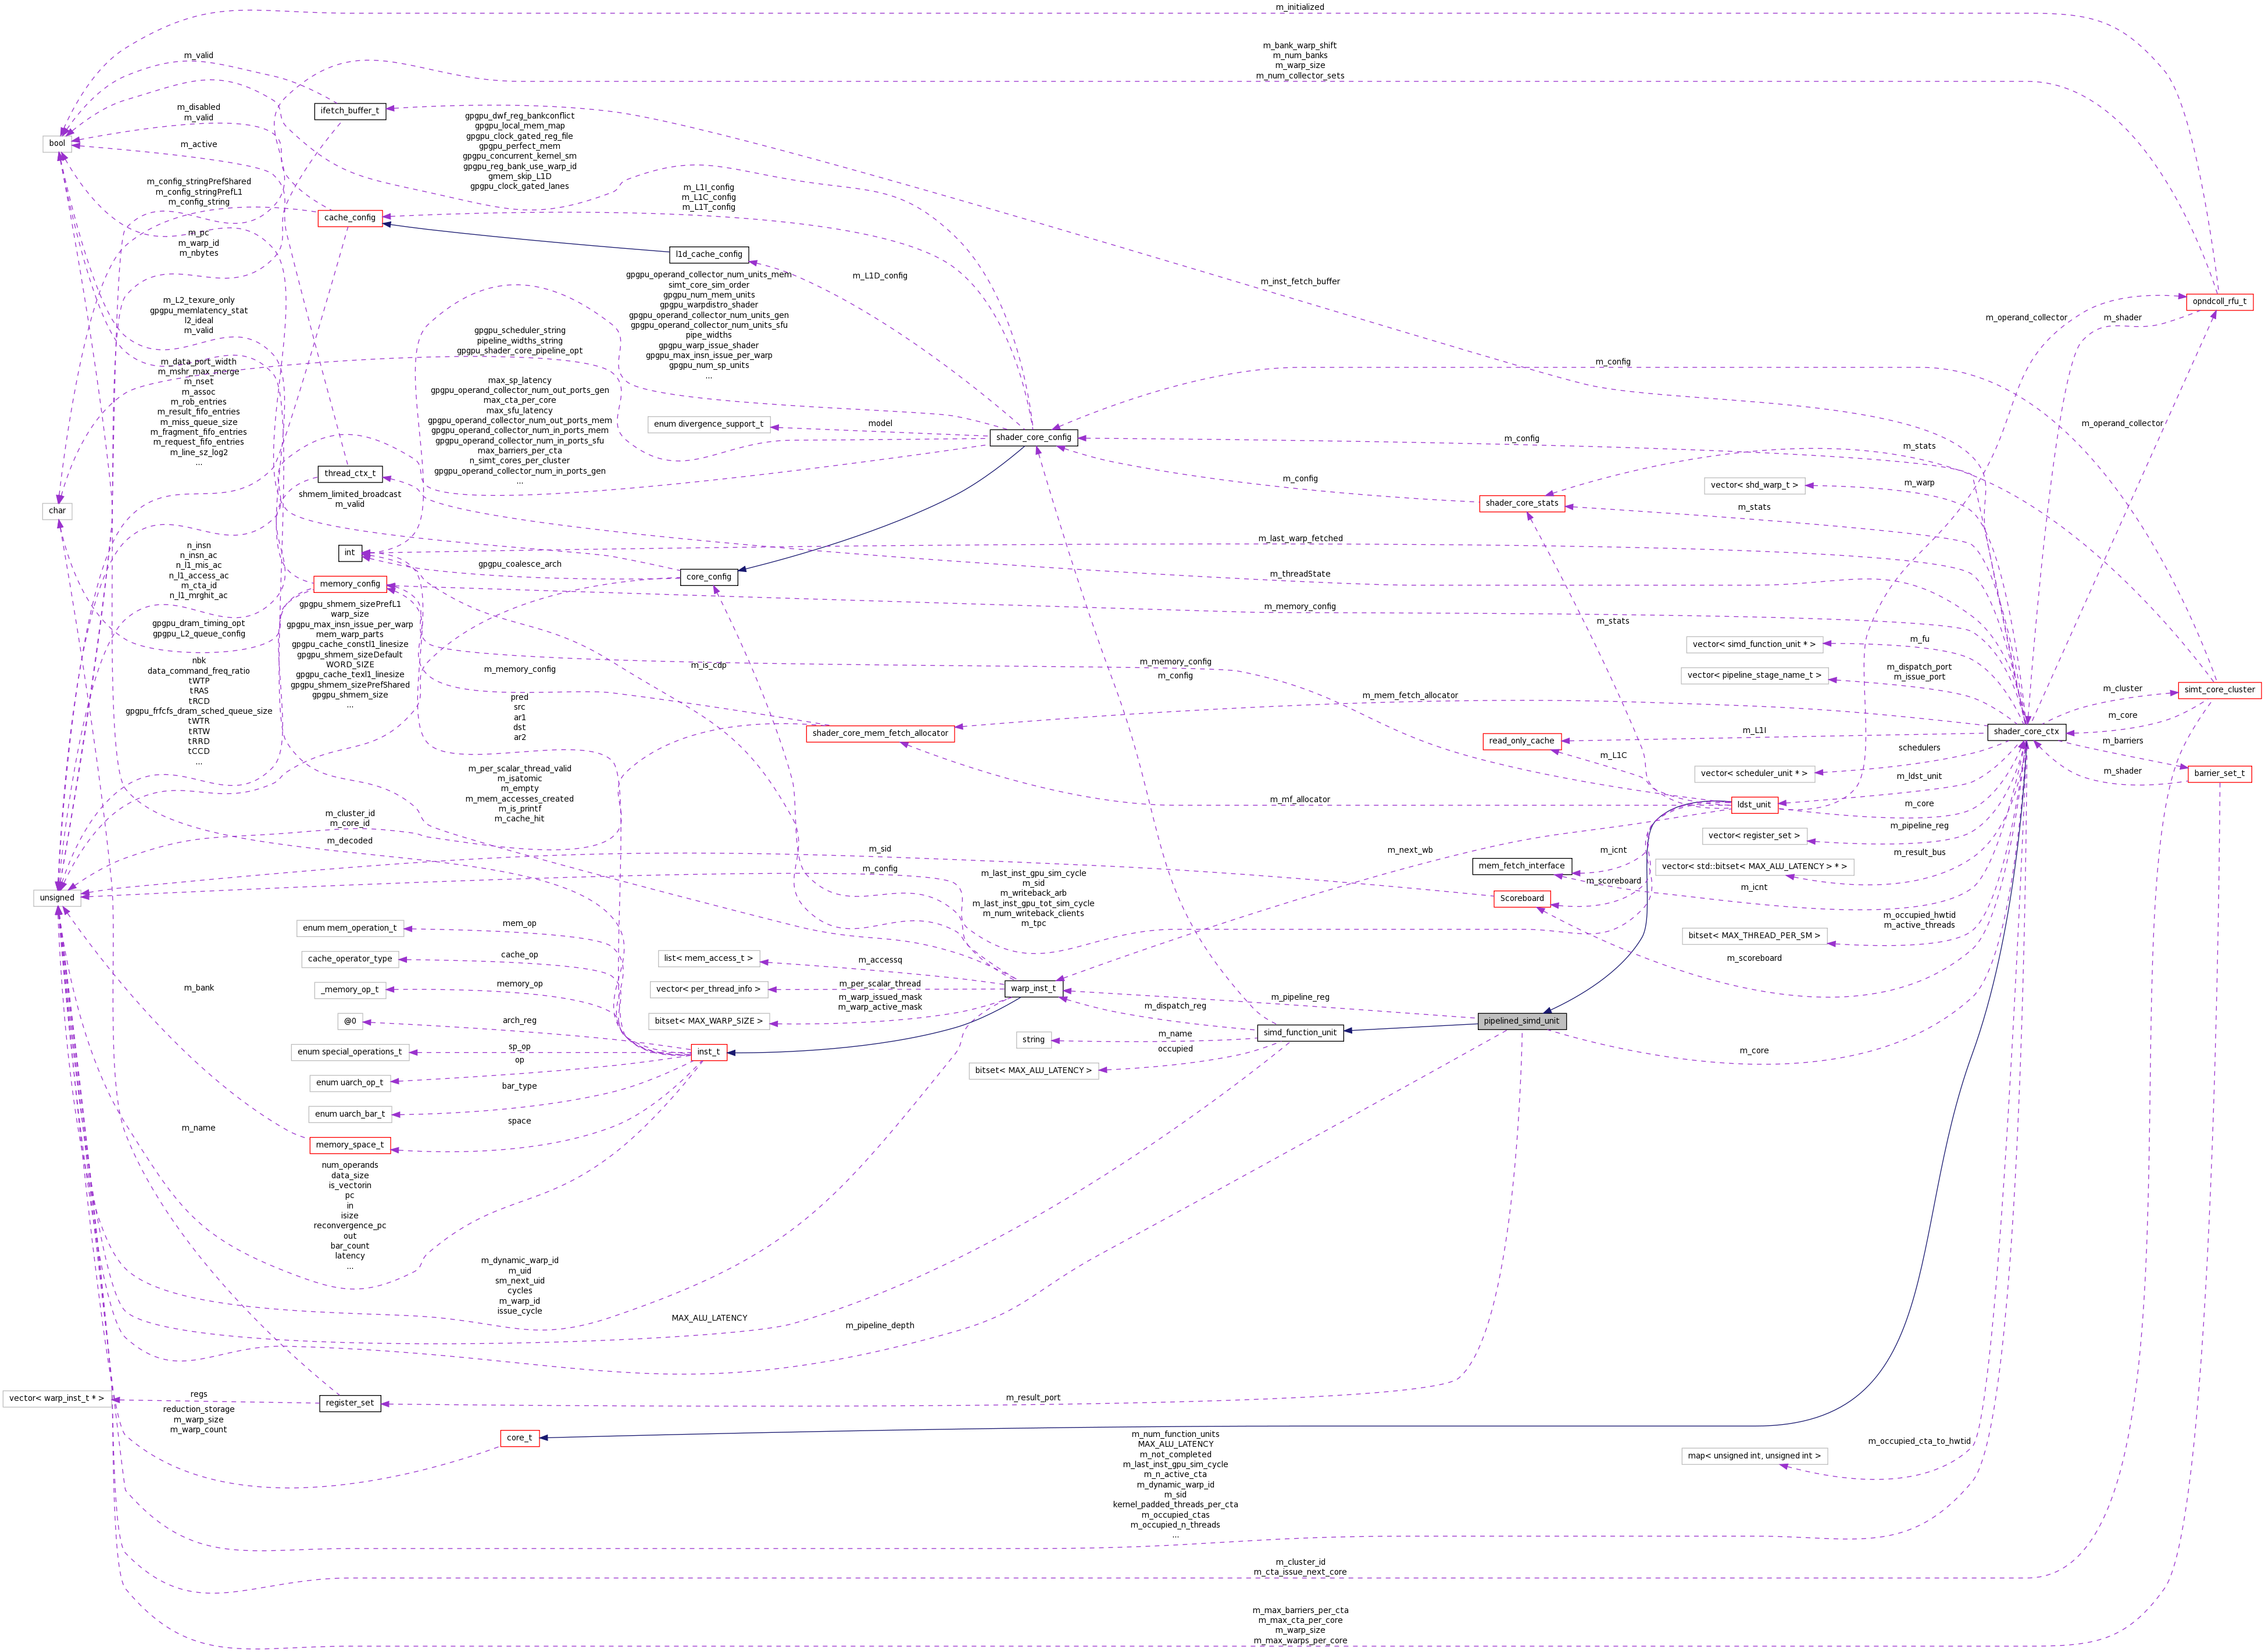 m_initialized
m_bank_warp_shift
m_num_banks
m_warp_size
m_num_collector_sets
m_valid
ifetch_buffer_t
m_disabled
m_valid
bool
m_active
gpgpu_dwf_reg_bankconflict
gpgpu_local_mem_map
gpgpu_clock_gated_reg_file
gpgpu_perfect_mem
gpgpu_concurrent_kernel_sm
gpgpu_reg_bank_use_warp_id
gmem_skip_L1D
gpgpu_clock_gated_lanes
m_config_stringPrefShared
m_config_stringPrefL1
m_config_string
m_L1I_config
m_L1C_config
m_L1T_config
cache_config
m_pc
m_warp_id
m_nbytes
l1d_cache_config
m_L1D_config
m_inst_fetch_buffer
opndcoll_rfu_t
m_operand_collector
m_shader
gpgpu_operand_collector_num_units_mem
simt_core_sim_order
gpgpu_num_mem_units
gpgpu_warpdistro_shader
gpgpu_operand_collector_num_units_gen
gpgpu_operand_collector_num_units_sfu
pipe_widths
gpgpu_warp_issue_shader
gpgpu_max_insn_issue_per_warp
gpgpu_num_sp_units
...
m_L2_texure_only
gpgpu_memlatency_stat
l2_ideal
m_valid
gpgpu_scheduler_string
pipeline_widths_string
gpgpu_shader_core_pipeline_opt
m_config
m_data_port_width
m_mshr_max_merge
m_nset
m_assoc
m_rob_entries
m_result_fifo_entries
m_miss_queue_size
m_fragment_fifo_entries
m_request_fifo_entries
m_line_sz_log2
...
max_sp_latency
gpgpu_operand_collector_num_out_ports_gen
max_cta_per_core
max_sfu_latency
gpgpu_operand_collector_num_out_ports_mem
gpgpu_operand_collector_num_in_ports_mem
gpgpu_operand_collector_num_in_ports_sfu
max_barriers_per_cta
n_simt_cores_per_cluster
gpgpu_operand_collector_num_in_ports_gen
...
enum divergence_support_t
model
shader_core_config
m_config
m_operand_collector
m_stats
thread_ctx_t
m_config
vector< shd_warp_t >
m_warp
shmem_limited_broadcast
m_valid
shader_core_stats
m_stats
char
int
m_last_warp_fetched
n_insn
n_insn_ac
n_l1_mis_ac
n_l1_access_ac
m_cta_id
n_l1_mrghit_ac
gpgpu_coalesce_arch
core_config
m_threadState
memory_config
m_memory_config
gpgpu_shmem_sizePrefL1
warp_size
gpgpu_max_insn_issue_per_warp
mem_warp_parts
gpgpu_cache_constl1_linesize
gpgpu_shmem_sizeDefault
WORD_SIZE
gpgpu_cache_texl1_linesize
gpgpu_shmem_sizePrefShared
gpgpu_shmem_size
...
gpgpu_dram_timing_opt
gpgpu_L2_queue_config
m_stats
vector< simd_function_unit * >
m_fu
nbk
data_command_freq_ratio
tWTP
tRAS
tRCD
gpgpu_frfcfs_dram_sched_queue_size
tWTR
tRTW
tRRD
tCCD
...
m_memory_config
m_is_cdp
m_memory_config
m_config
vector< pipeline_stage_name_t >
m_dispatch_port
m_issue_port
m_cluster
simt_core_cluster
pred
src
ar1
dst
ar2
m_mem_fetch_allocator
m_core
shader_core_mem_fetch_allocator
shader_core_ctx
read_only_cache
m_L1I
schedulers
m_barriers
m_L1C
vector< scheduler_unit * >
m_shader
barrier_set_t
m_per_scalar_thread_valid
m_isatomic
m_empty
m_mem_accesses_created
m_is_printf
m_cache_hit
m_ldst_unit
m_mf_allocator
ldst_unit
m_core
m_cluster_id
m_core_id
m_decoded
vector< register_set >
m_pipeline_reg
m_sid
m_next_wb
m_icnt
m_result_bus
mem_fetch_interface
vector< std::bitset< MAX_ALU_LATENCY > * >
m_config
m_last_inst_gpu_sim_cycle
m_sid
m_writeback_arb
m_last_inst_gpu_tot_sim_cycle
m_num_writeback_clients
m_tpc
m_scoreboard
m_icnt
unsigned
Scoreboard
enum mem_operation_t
mem_op
m_occupied_hwtid
m_active_threads
bitset< MAX_THREAD_PER_SM >
cache_operator_type
cache_op
list< mem_access_t >
m_accessq
m_scoreboard
_memory_op_t
memory_op
m_bank
vector< per_thread_info >
m_per_scalar_thread
warp_inst_t
m_warp_issued_mask
m_warp_active_mask
m_pipeline_reg
m_dispatch_reg
@0
arch_reg
bitset< MAX_WARP_SIZE >
pipelined_simd_unit
string
m_name
simd_function_unit
enum special_operations_t
sp_op
inst_t
occupied
m_core
op
bitset< MAX_ALU_LATENCY >
enum uarch_op_t
bar_type
enum uarch_bar_t
space
m_name
memory_space_t
num_operands
data_size
is_vectorin
pc
in
isize
reconvergence_pc
out
bar_count
latency
...
m_dynamic_warp_id
m_uid
sm_next_uid
cycles
m_warp_id
issue_cycle
MAX_ALU_LATENCY
m_pipeline_depth
vector< warp_inst_t * >
regs
register_set
m_result_port
reduction_storage
m_warp_size
m_warp_count
core_t
m_num_function_units
MAX_ALU_LATENCY
m_not_completed
m_last_inst_gpu_sim_cycle
m_n_active_cta
m_dynamic_warp_id
m_sid
kernel_padded_threads_per_cta
m_occupied_ctas
m_occupied_n_threads
...
m_occupied_cta_to_hwtid
map< unsigned int, unsigned int >
m_cluster_id
m_cta_issue_next_core
m_max_barriers_per_cta
m_max_cta_per_core
m_warp_size
m_max_warps_per_core